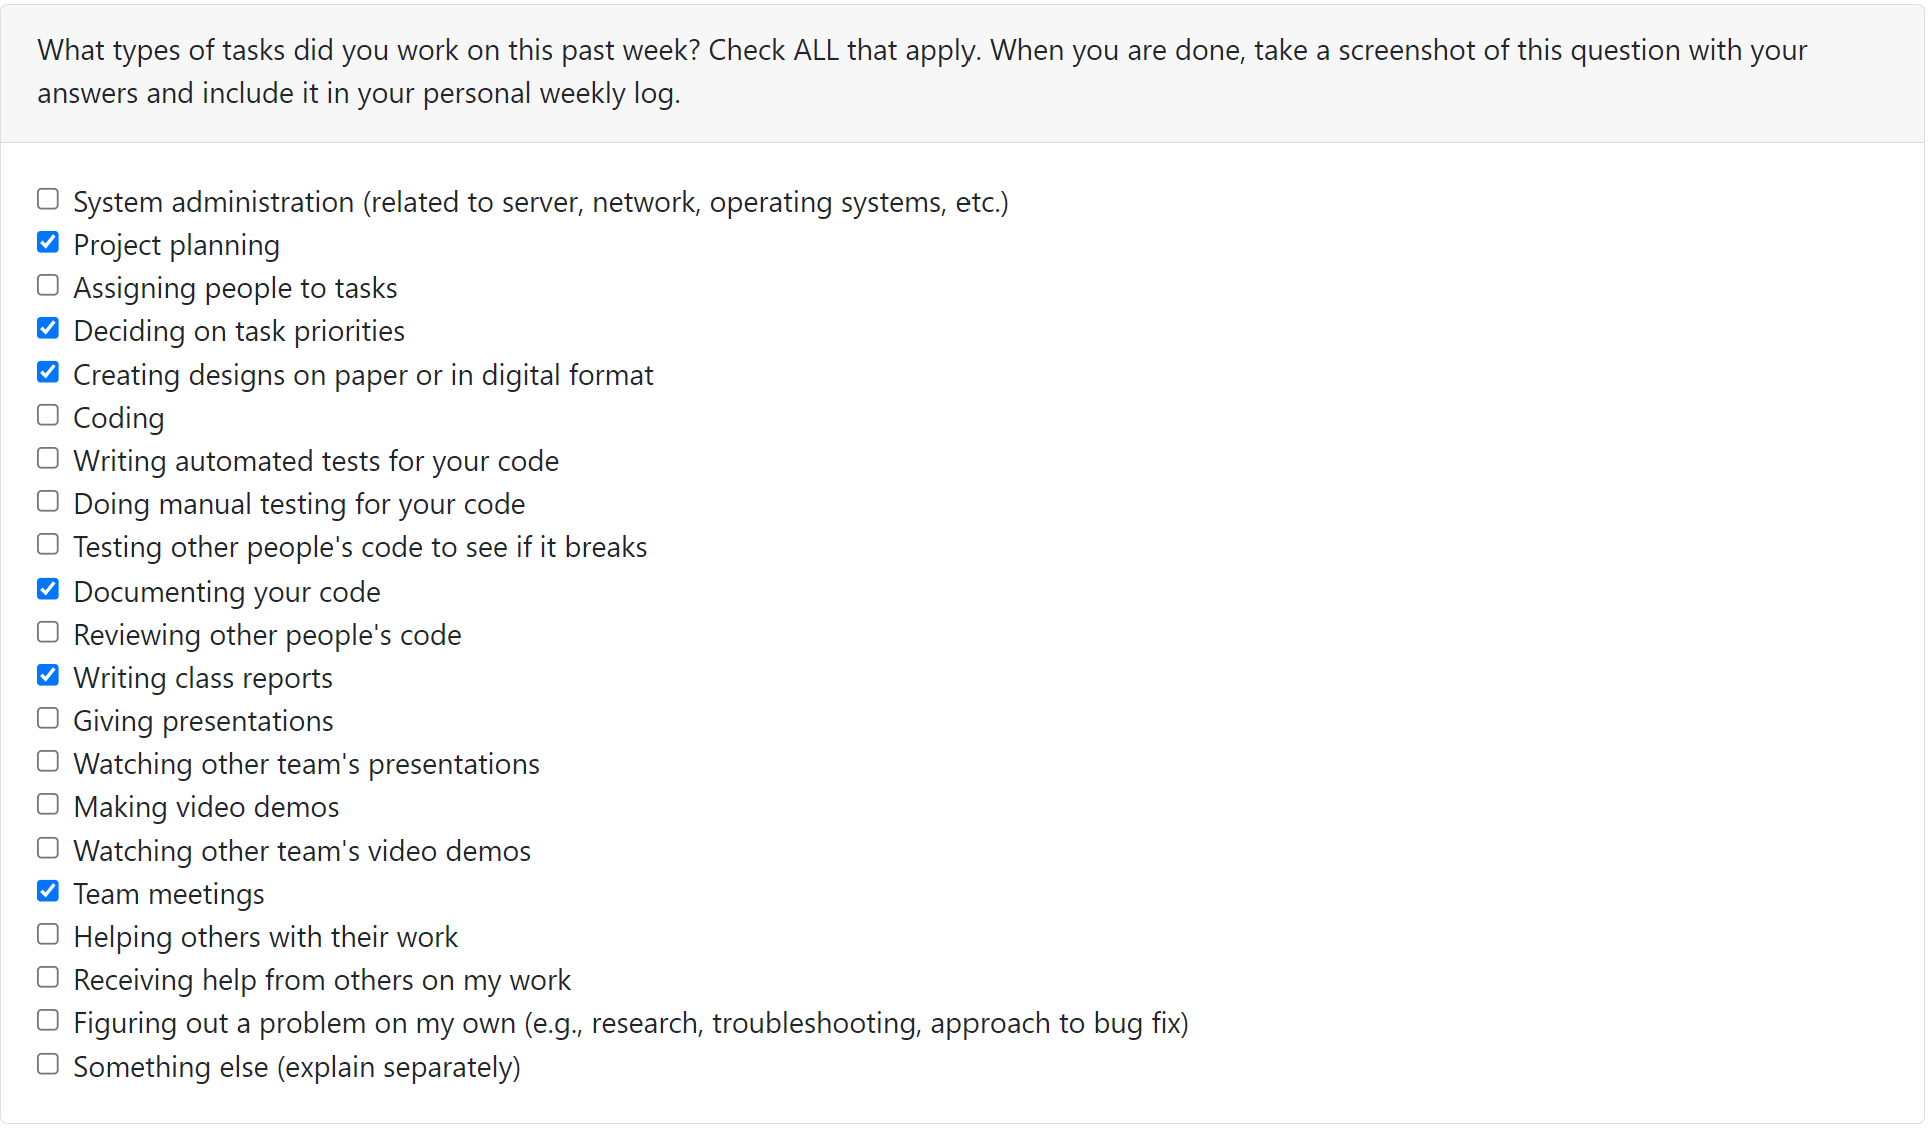 What types of tasks did you work on this past week? Check ALL that apply. When you are done, take a screenshot of this question with your
answers and include it in your personal weekly log.
System administration (related to server, network, operating systems, etc.)
Project planning
Assigning people to tasks
Deciding on task priorities
Creating designs on paper or in digital format
Coding
Writing automated tests for your code
Doing manual testing for your code
Testing other people's code to see if it breaks
Documenting your code
Reviewing other people's code
Writing class reports
Giving presentations
Watching other team's presentations
Making video demos
Watching other team's video demos
Team meetings
Helping others with their work
Receiving help from others on my work
Figuring out a problem on my own (e.g., research, troubleshooting, approach to bug fix)
Something else (explain separately)